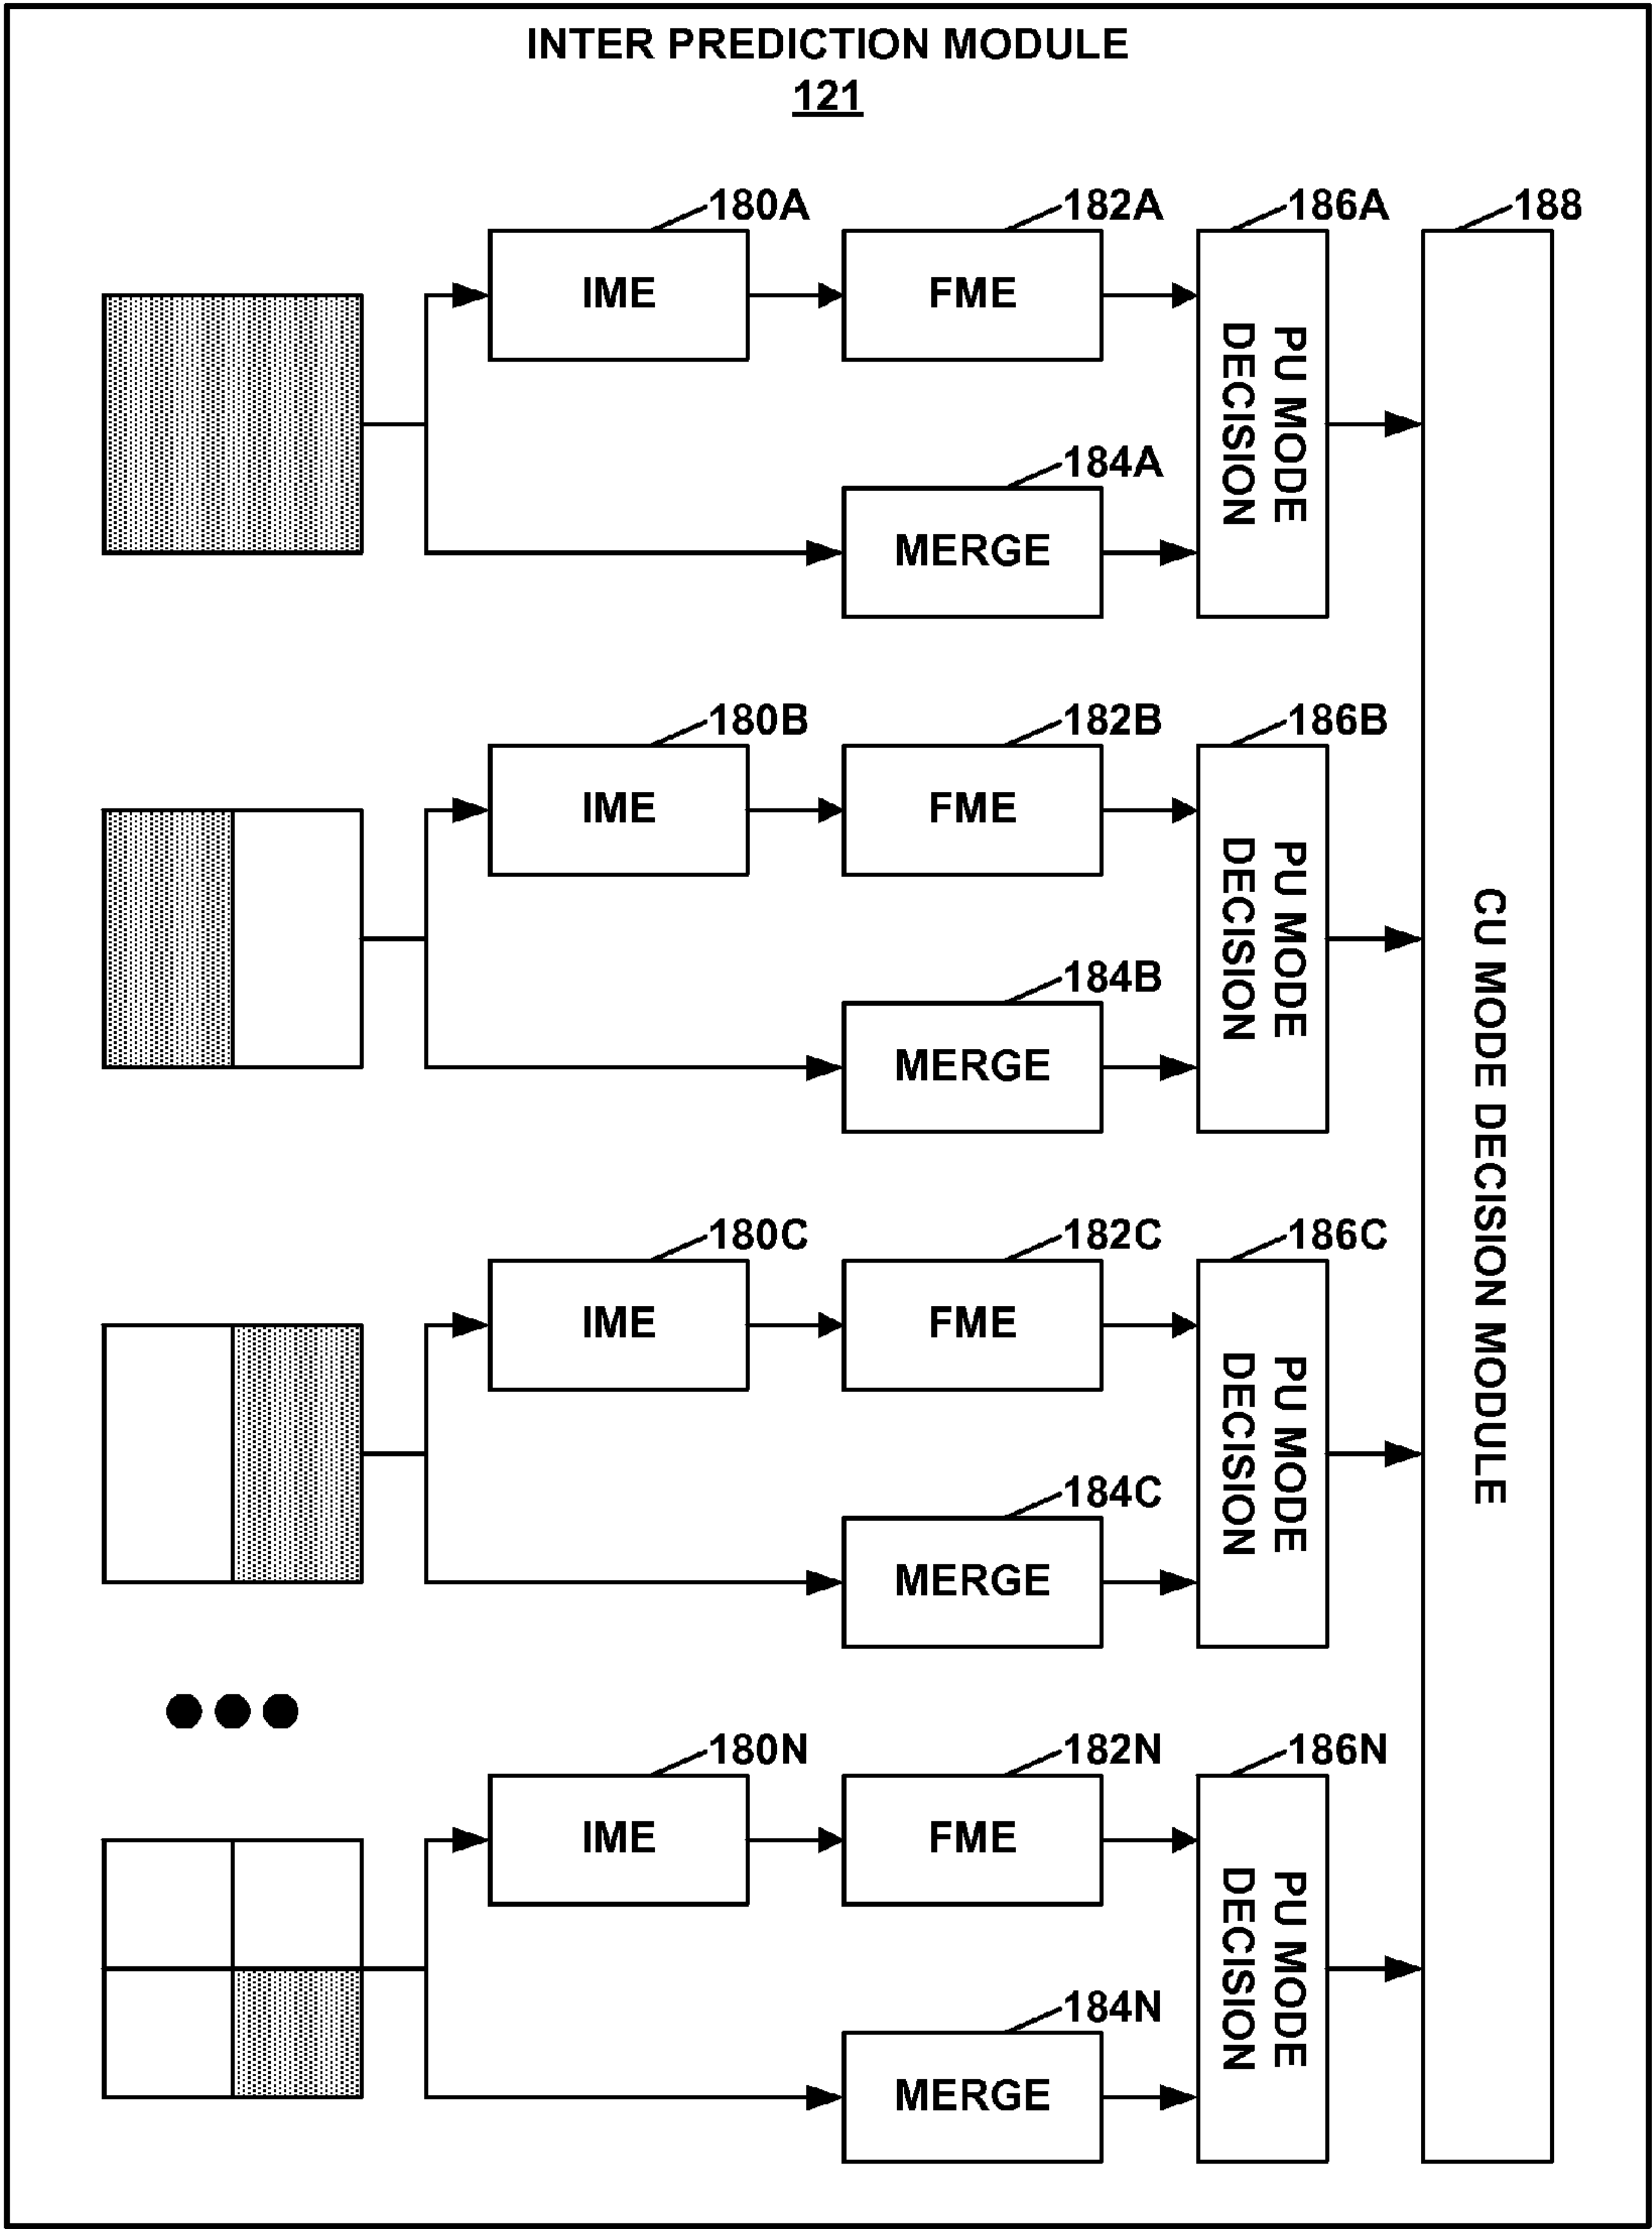 INTER PREDICTION MODULE
121
180A
182A
186A
188
IME
FME
PU MODE
DECISION
184A
MERGE
180B
182B
186B
IME
FME
PU MODE
DECISION
184B
MERGE
CU MODE DECISION MODULE
180C
182C
186C
IME
FME
PU MODE
DECISION
184C
MERGE
180N
182N
186N
IME
FME
PU MODE
DECISION
184N
MERGE